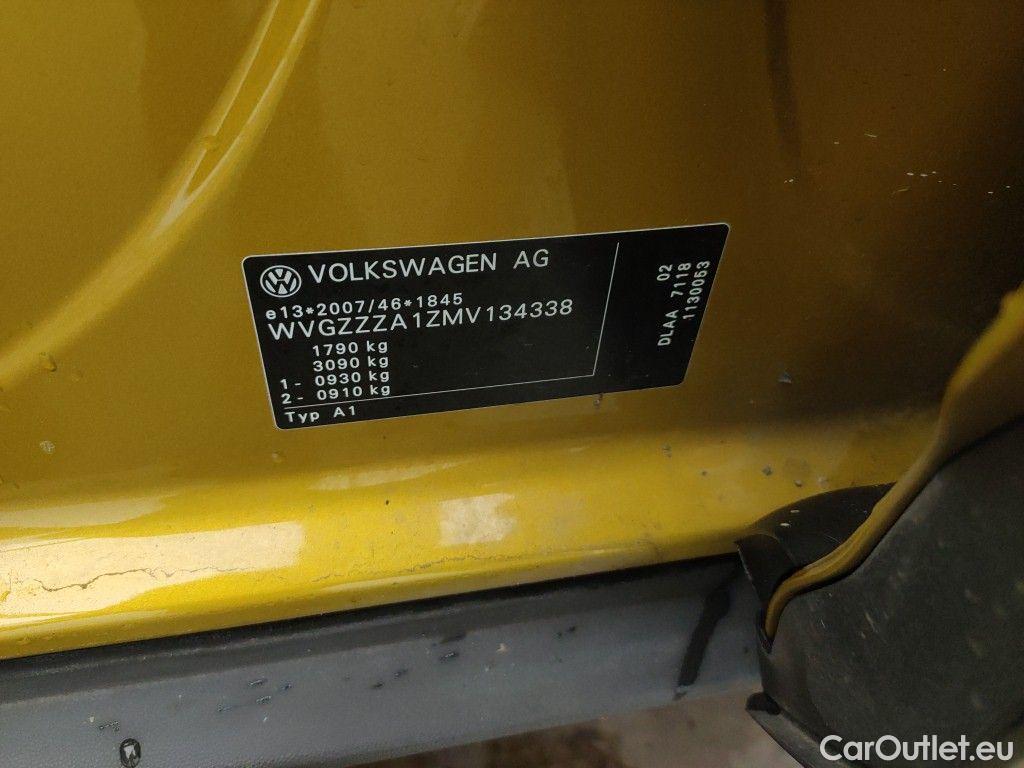 VOLKSWAGEN AG
e13*2007/46*1845
WVGZZZA1ZMV134338
1790 kg
3090 kg
1- 0930 kg
2- 0910 kg
Typ A1
02
DLAA 7118
1130053
CarOutlet.eu